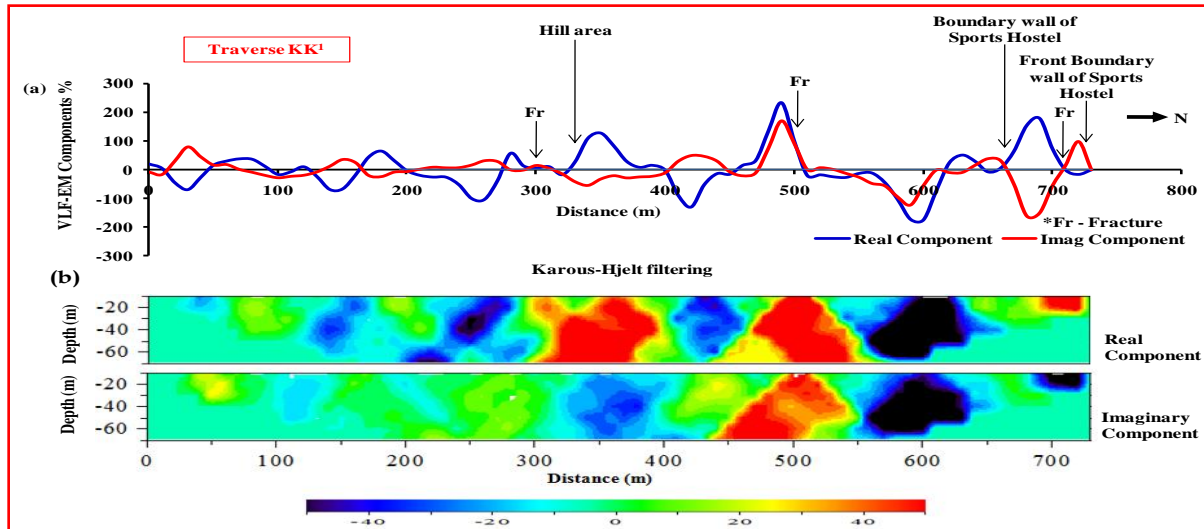 Traverse KK¹
Hill area
Boundary wall of
Sports Hostel
Front Boundary
wall of Sports
Hostel
(a)
VLF-EM Components %
300
200
100
0
-100
-200
-300
Fr
Fr
Fr
N
0
100
200
300
400
500
600
700
800
Distance (m)
*Fr - Fracture
Real Component
Imag Component
(b)
Karous-Hjelt filtering
Depth (m)
-20
-40
-60
Real
Component
Depth (m)
-20
-40
-60
Imaginary
Component
0 100 200 300 400 500 600 700
Distance (m)
-40 -20 0 20 40